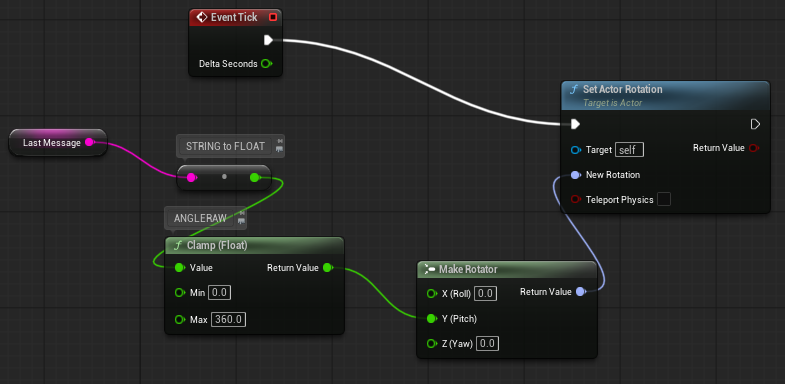 Event Tick
Delta Seconds
Set Actor Rotation
Target is Actor
Target self
Return Value
New Rotation
Teleport Physics
Last Message
STRING to FLOAT
ANGLERAW
Clamp (Float)
Value
Return Value
Min 0.0
Max 360.0
Make Rotator
X (Roll) 0.0
Return Value
Y (Pitch)
Z (Yaw) 0.0